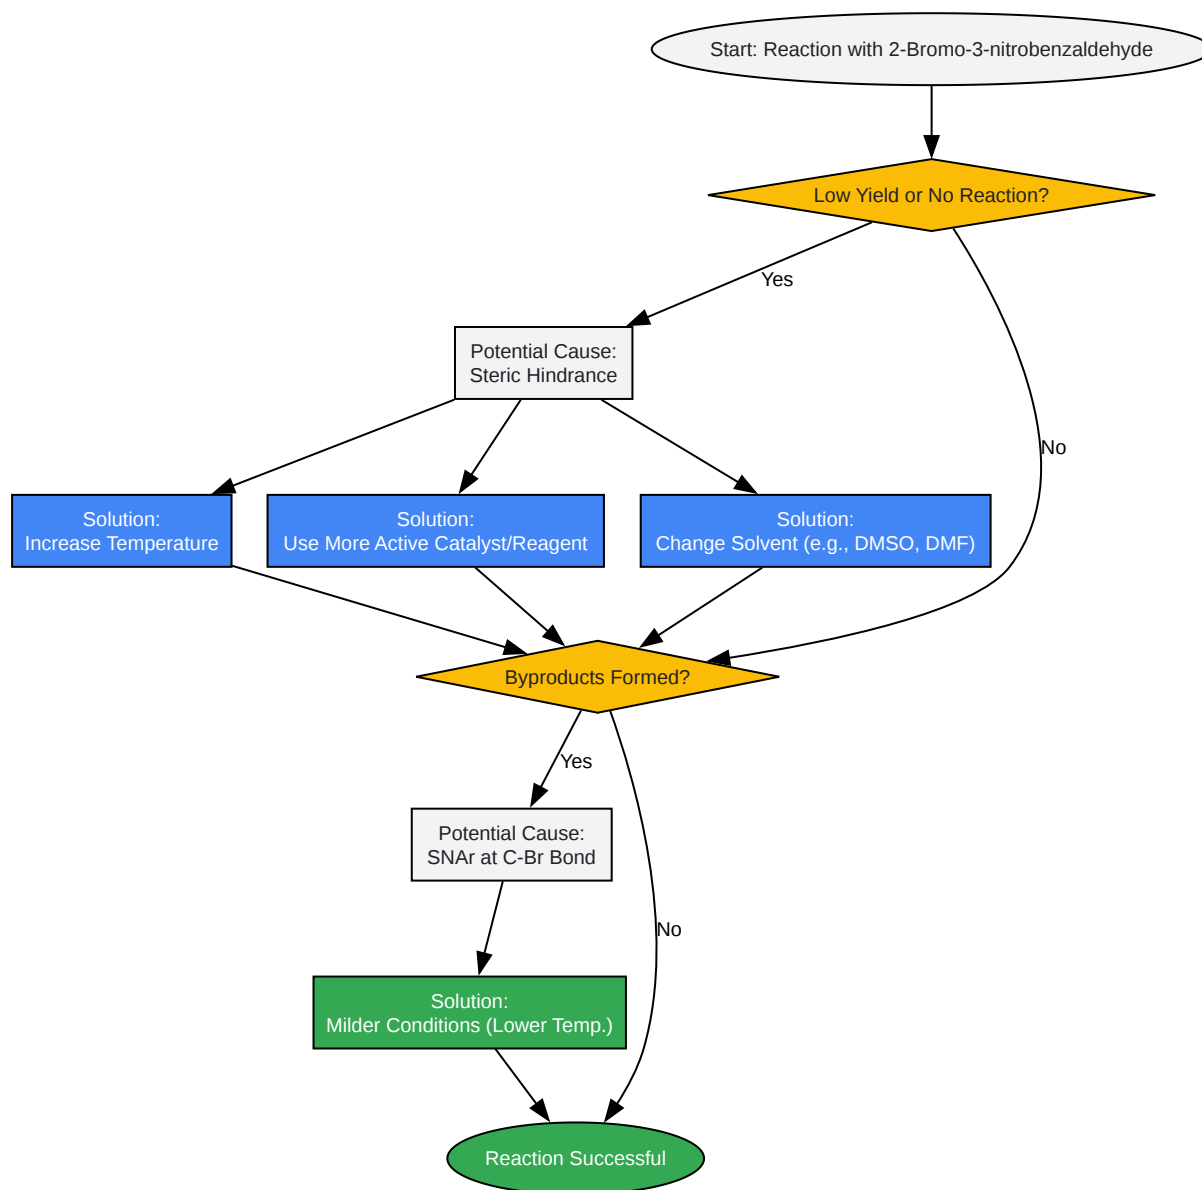 Start: Reaction with 2-Bromo-3-nitrobenzaldehyde
Low Yield or No Reaction?
Yes
Potential Cause:
Steric Hindrance
No
Solution:
Increase Temperature
Solution:
Use More Active Catalyst/Reagent
Solution:
Change Solvent (e.g., DMSO, DMF)
Byproducts Formed?
Yes
Potential Cause:
SNAr at C-Br Bond
No
Solution:
Milder Conditions (Lower Temp.)
Reaction Successful